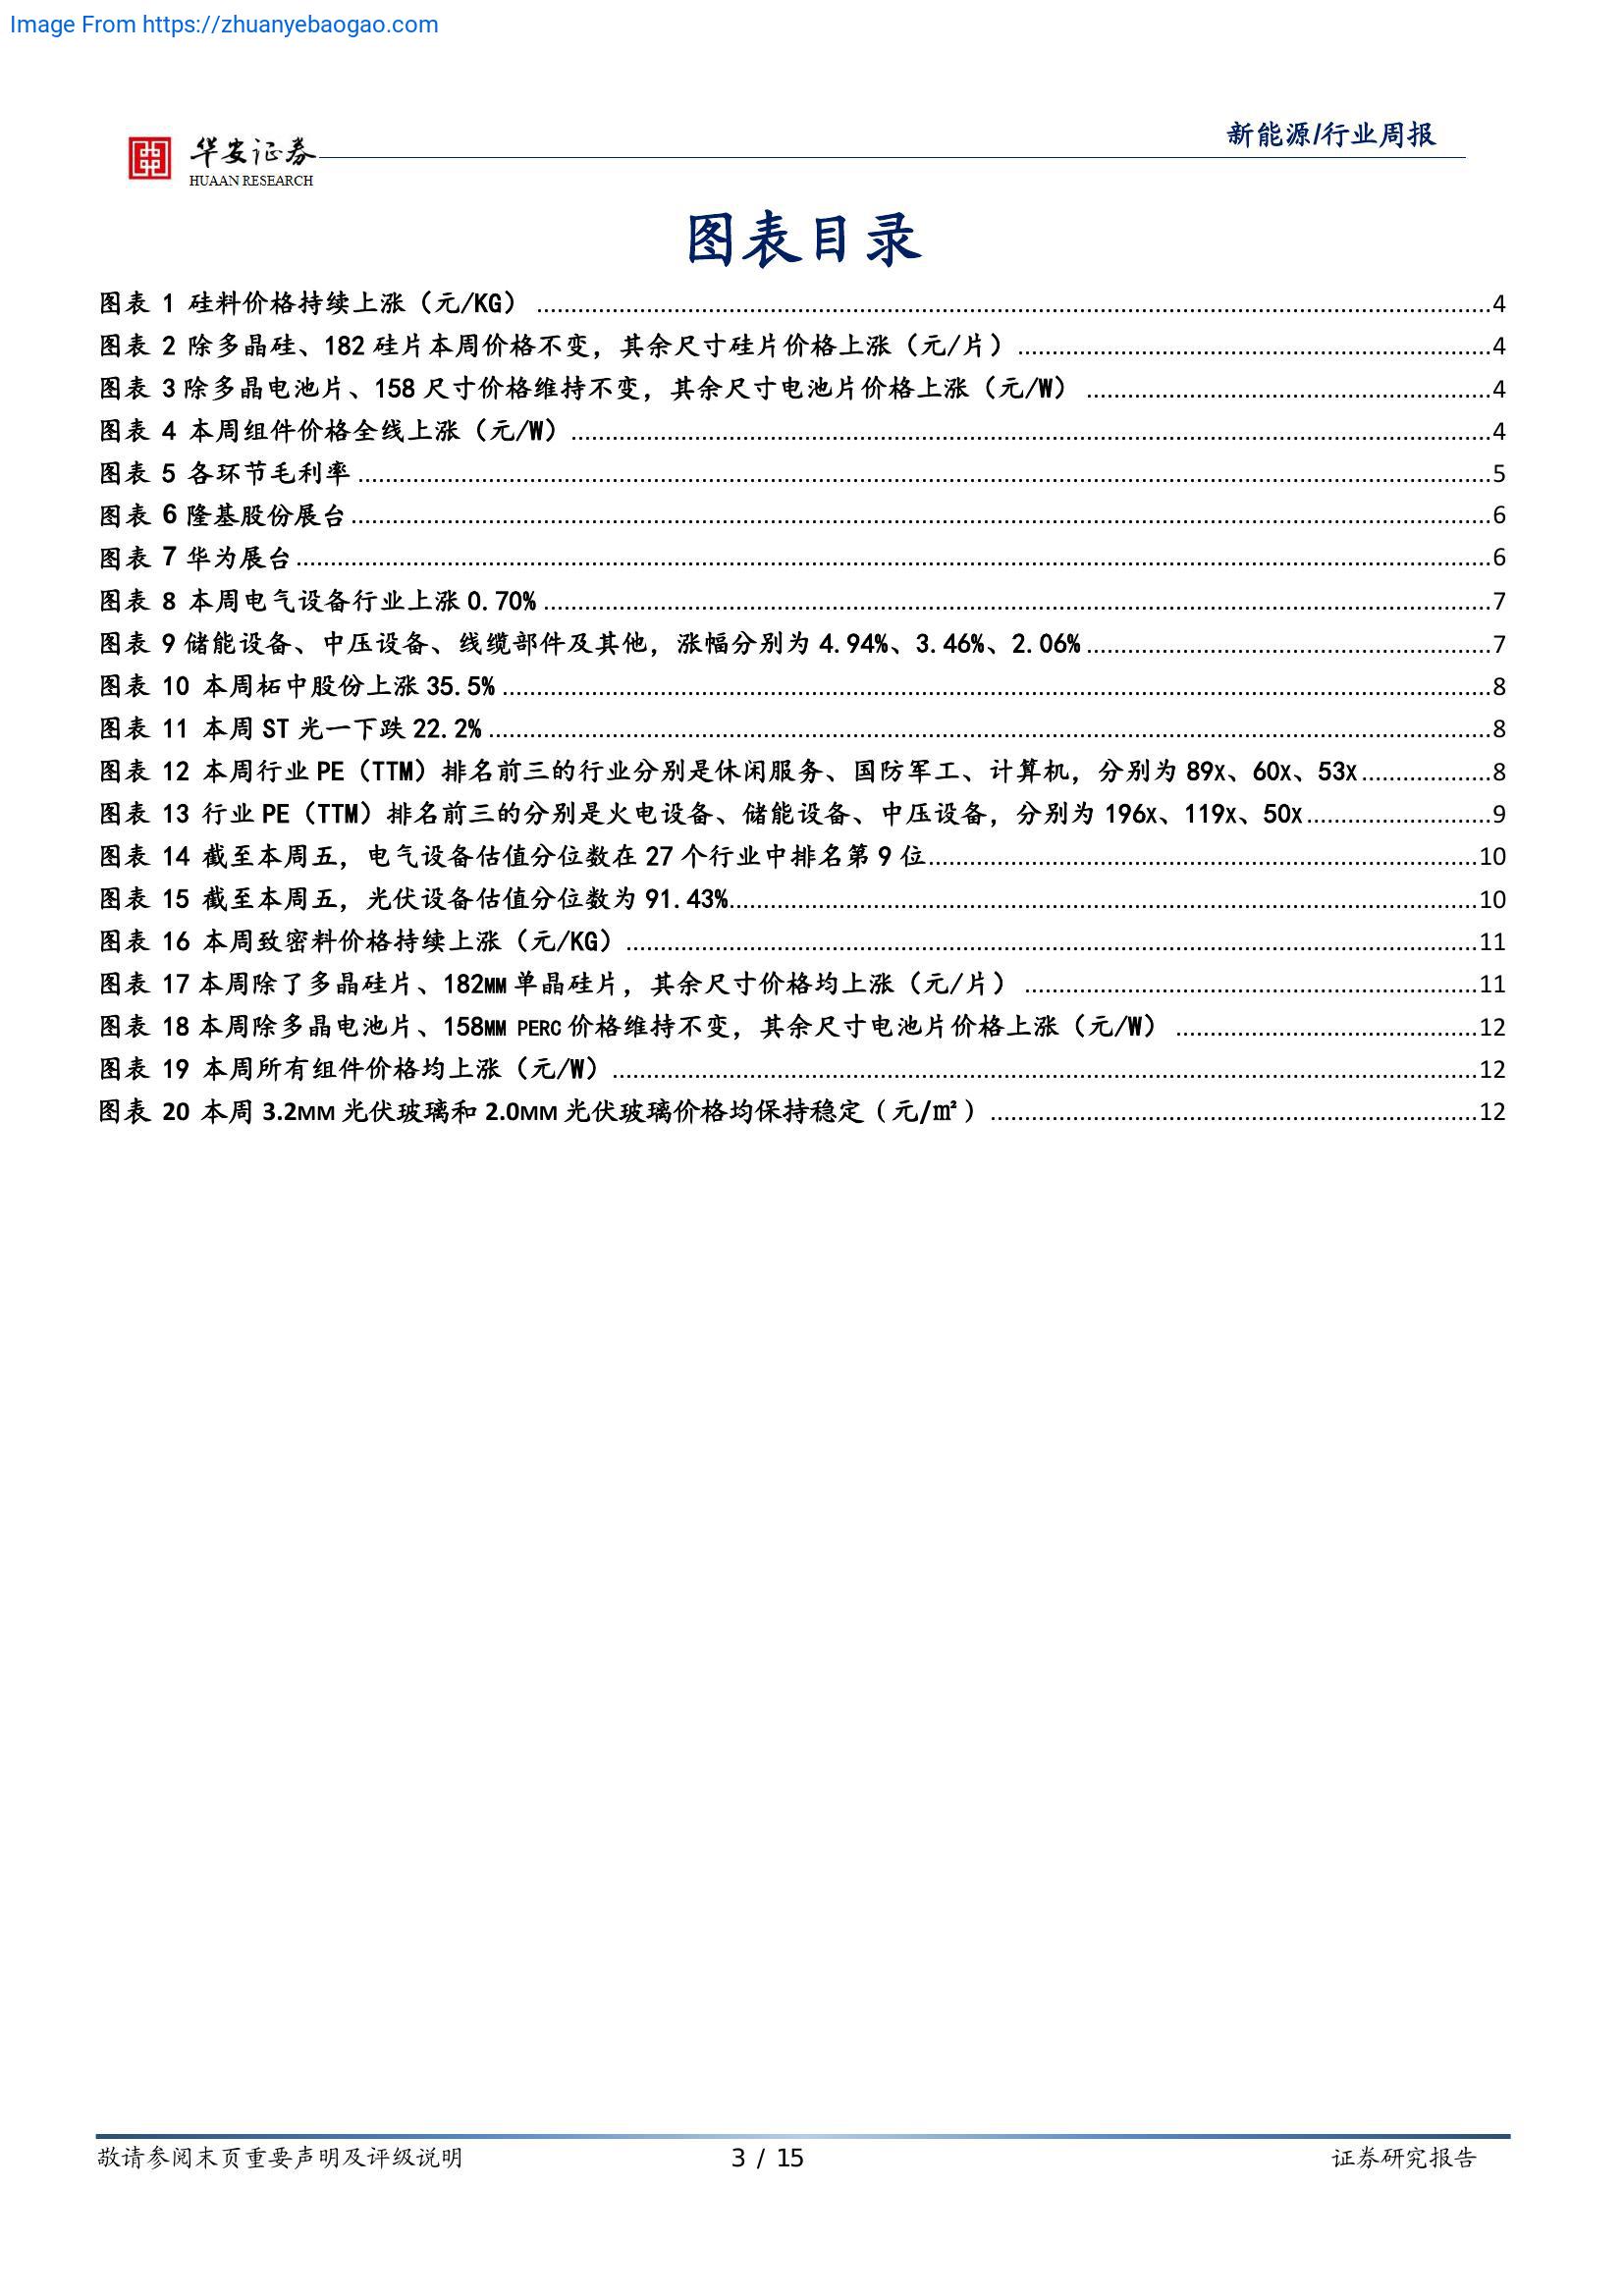 Image From https://zhuanyebaogao.com
华安证券
HUAAN RESEARCH
新能源/行业周报
图表目录
图表 1 硅料价格持续上涨（元/KG） ........ 4
图表 2 除多晶硅、182 硅片本周价格不变，其余尺寸硅片价格上涨（元/片） ........ 4
图表 3 除多晶电池片、158 尺寸价格维持不变，其余尺寸电池片价格上涨（元/W） ........ 4
图表 4 本周组件价格全线上涨（元/W） ........ 4
图表 5 各环节毛利率 ........ 5
图表 6 隆基股份展台 ........ 6
图表 7 华为展台 ........ 6
图表 8 本周电气设备行业上涨 0.70% ........ 7
图表 9 储能设备、中压设备、线缆部件及其他，涨幅分别为 4.94%、3.46%、2.06% ........ 7
图表 10 本周柘中股份上涨 35.5% ........ 8
图表 11 本周 ST 光一下跌 22.2% ........ 8
图表 12 本周行业 PE（TTM）排名前三的行业分别是休闲服务、国防军工、计算机，分别为 89X、60X、53X ........ 8
图表 13 行业 PE（TTM）排名前三的分别是火电设备、储能设备、中压设备，分别为 196X、119X、50X ........ 9
图表 14 截至本周五，电气设备估值分位数在 27 个行业中排名第 9 位 ........ 10
图表 15 截至本周五，光伏设备估值分位数为 91.43% ........ 10
图表 16 本周致密料价格持续上涨（元/KG） ........ 11
图表 17 本周除了多晶硅片、182MM 单晶硅片，其余尺寸价格均上涨（元/片） ........ 11
图表 18 本周除多晶电池片、158MM PERC 价格维持不变，其余尺寸电池片价格上涨（元/W） ........ 12
图表 19 本周所有组件价格均上涨（元/W） ........ 12
图表 20 本周 3.2MM 光伏玻璃和 2.0MM 光伏玻璃价格均保持稳定（元/㎡） ........ 12
敬请参阅末页重要声明及评级说明
3 / 15
证券研究报告